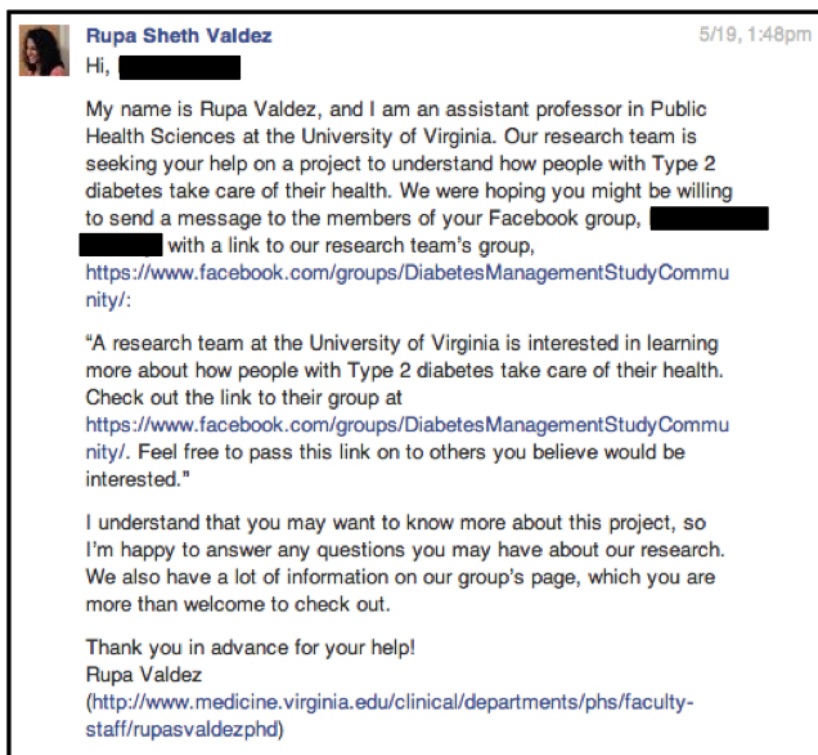 Rupa Sheth Valdez
5/19, 1:48pm
Hi,
My name is Rupa Valdez, and I am an assistant professor in Public
Health Sciences at the University of Virginia. Our research team is
seeking your help on a project to understand how people with Type 2
diabetes take care of their health. We were hoping you might be willing
to send a message to the members of your Facebook group,
with a link to our research team's group,
https://www.facebook.com/groups/DiabetesManagementStudyCommu
nity/:
“A research team at the University of Virginia is interested in learning
more about how people with Type 2 diabetes take care of their health.
Check out the link to their group at
https://www.facebook.com/groups/DiabetesManagementStudyCommu
nity/. Feel free to pass this link on to others you believe would be
interested.”
I understand that you may want to know more about this project, so
I'm happy to answer any questions you may have about our research.
We also have a lot of information on our group's page, which you are
more than welcome to check out.
Thank you in advance for your help!
Rupa Valdez
(http://www.medicine.virginia.edu/clinical/departments/phs/faculty-
staff/rupasvaldezphd)